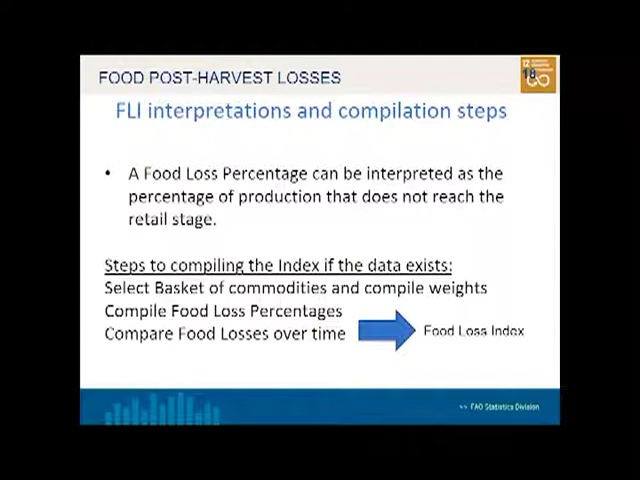 FOOD POST-HARVEST LOSSES
12
18
FLI interpretations and compilation steps
• A Food Loss Percentage can be interpreted as the
percentage of production that does not reach the
retail stage.
Steps to compiling the Index if the data exists:
Select Basket of commodities and compile weights
Compile Food Loss Percentages
Compare Food Losses over time
Food Loss Index
>> FAO Statistics Division